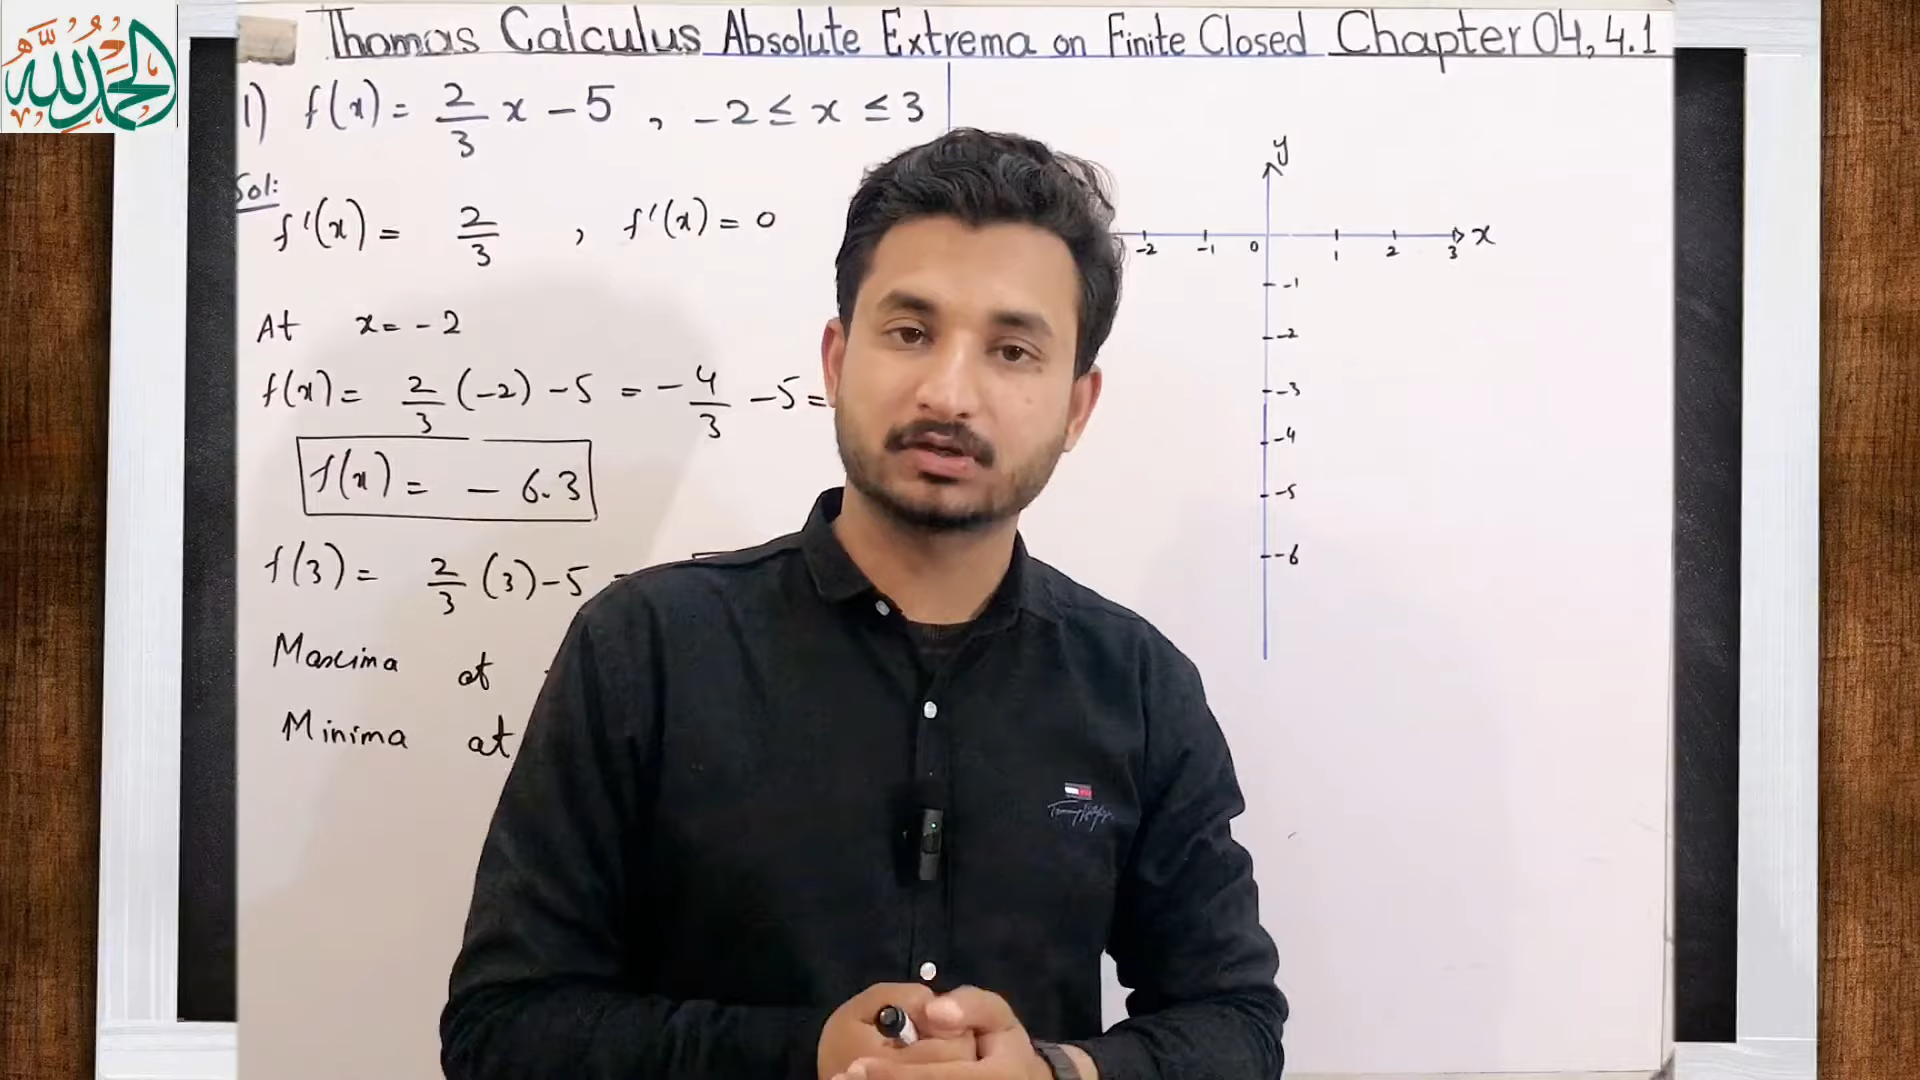 الحمد لله
Thomas Calculus Absolute Extrema on Finite Closed Chapter 04, 4.1
1) f(x) = 2/3 x - 5 , -2 ≤ x ≤ 3
Sol:
f'(x) = 2/3 , f'(x) = 0
At x = -2
f(x) = 2/3 (-2) - 5 = - 4/3 - 5 =
f(x) = - 6.3
f(3) = 2/3 (3) - 5
Maxima at
Minima at
y
x
-2 -1 0 1 2 3
-1
-2
-3
-4
-5
-6